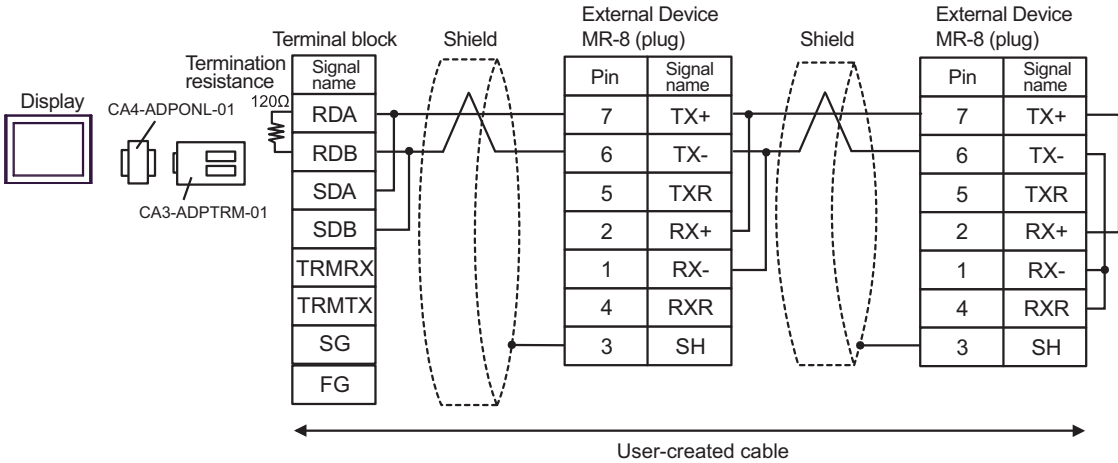 Display
CA4-ADPONL-01
CA3-ADPTRM-01
Termination
resistance
120Ω
Terminal block
Signal
name
RDA
RDB
SDA
SDB
TRMRX
TRMTX
SG
FG
Shield
External Device
MR-8 (plug)
Pin Signal
name
7 TX+
6 TX-
5 TXR
2 RX+
1 RX-
4 RXR
3 SH
Shield
External Device
MR-8 (plug)
Pin Signal
name
7 TX+
6 TX-
5 TXR
2 RX+
1 RX-
4 RXR
3 SH
User-created cable